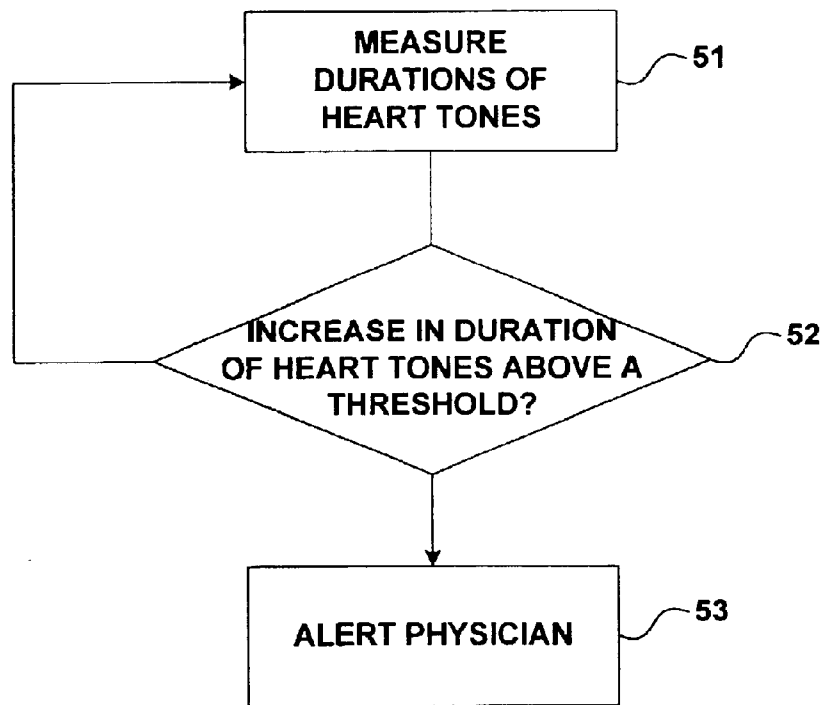 MEASURE
DURATIONS OF
HEART TONES
51
INCREASE IN DURATION
OF HEART TONES ABOVE A
THRESHOLD?
52
ALERT PHYSICIAN
53